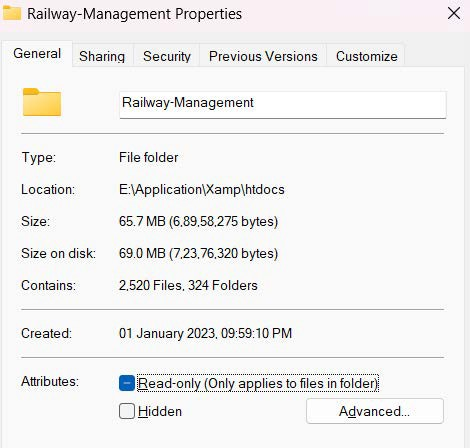 Railway-Management Properties
General Sharing Security Previous Versions Customize
Railway-Management
Type: File folder
Location: E:\Application\Xamp\htdocs
Size: 65.7 MB (6,89,58,275 bytes)
Size on disk: 69.0 MB (7,23,76,320 bytes)
Contains: 2,520 Files, 324 Folders
Created: 01 January 2023, 09:59:10 PM
Attributes: Read-only (Only applies to files in folder)
Hidden Advanced...